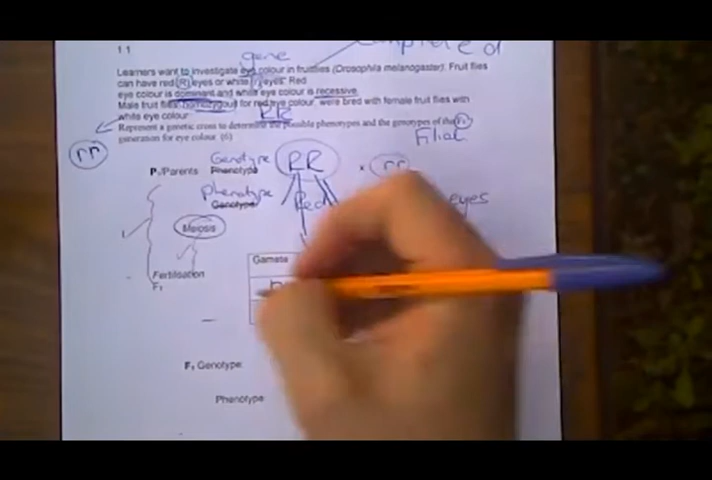 1.1
gene
Learners want to investigate eye colour in fruitflies (Drosophila melanogaster). Fruit flies
can have red (R) eyes or white (r) eyes. Red
eye colour is dominant and white eye colour is recessive.
Male fruit flies (homozygous) for red eye colour, were bred with female fruit flies with
white eye colour.
RR
Represent a genetic cross to determine the possible phenotypes and the genotypes of the F₁
generation for eye colour. (6)
Filial
rr
P₁/Parents
Genotype
Phenotype
RR
x
rr
Phenotype
Genotype
Red
eyes
Meiosis
Gamete
Fertilisation
F₁
F₁ Genotype:
Phenotype: